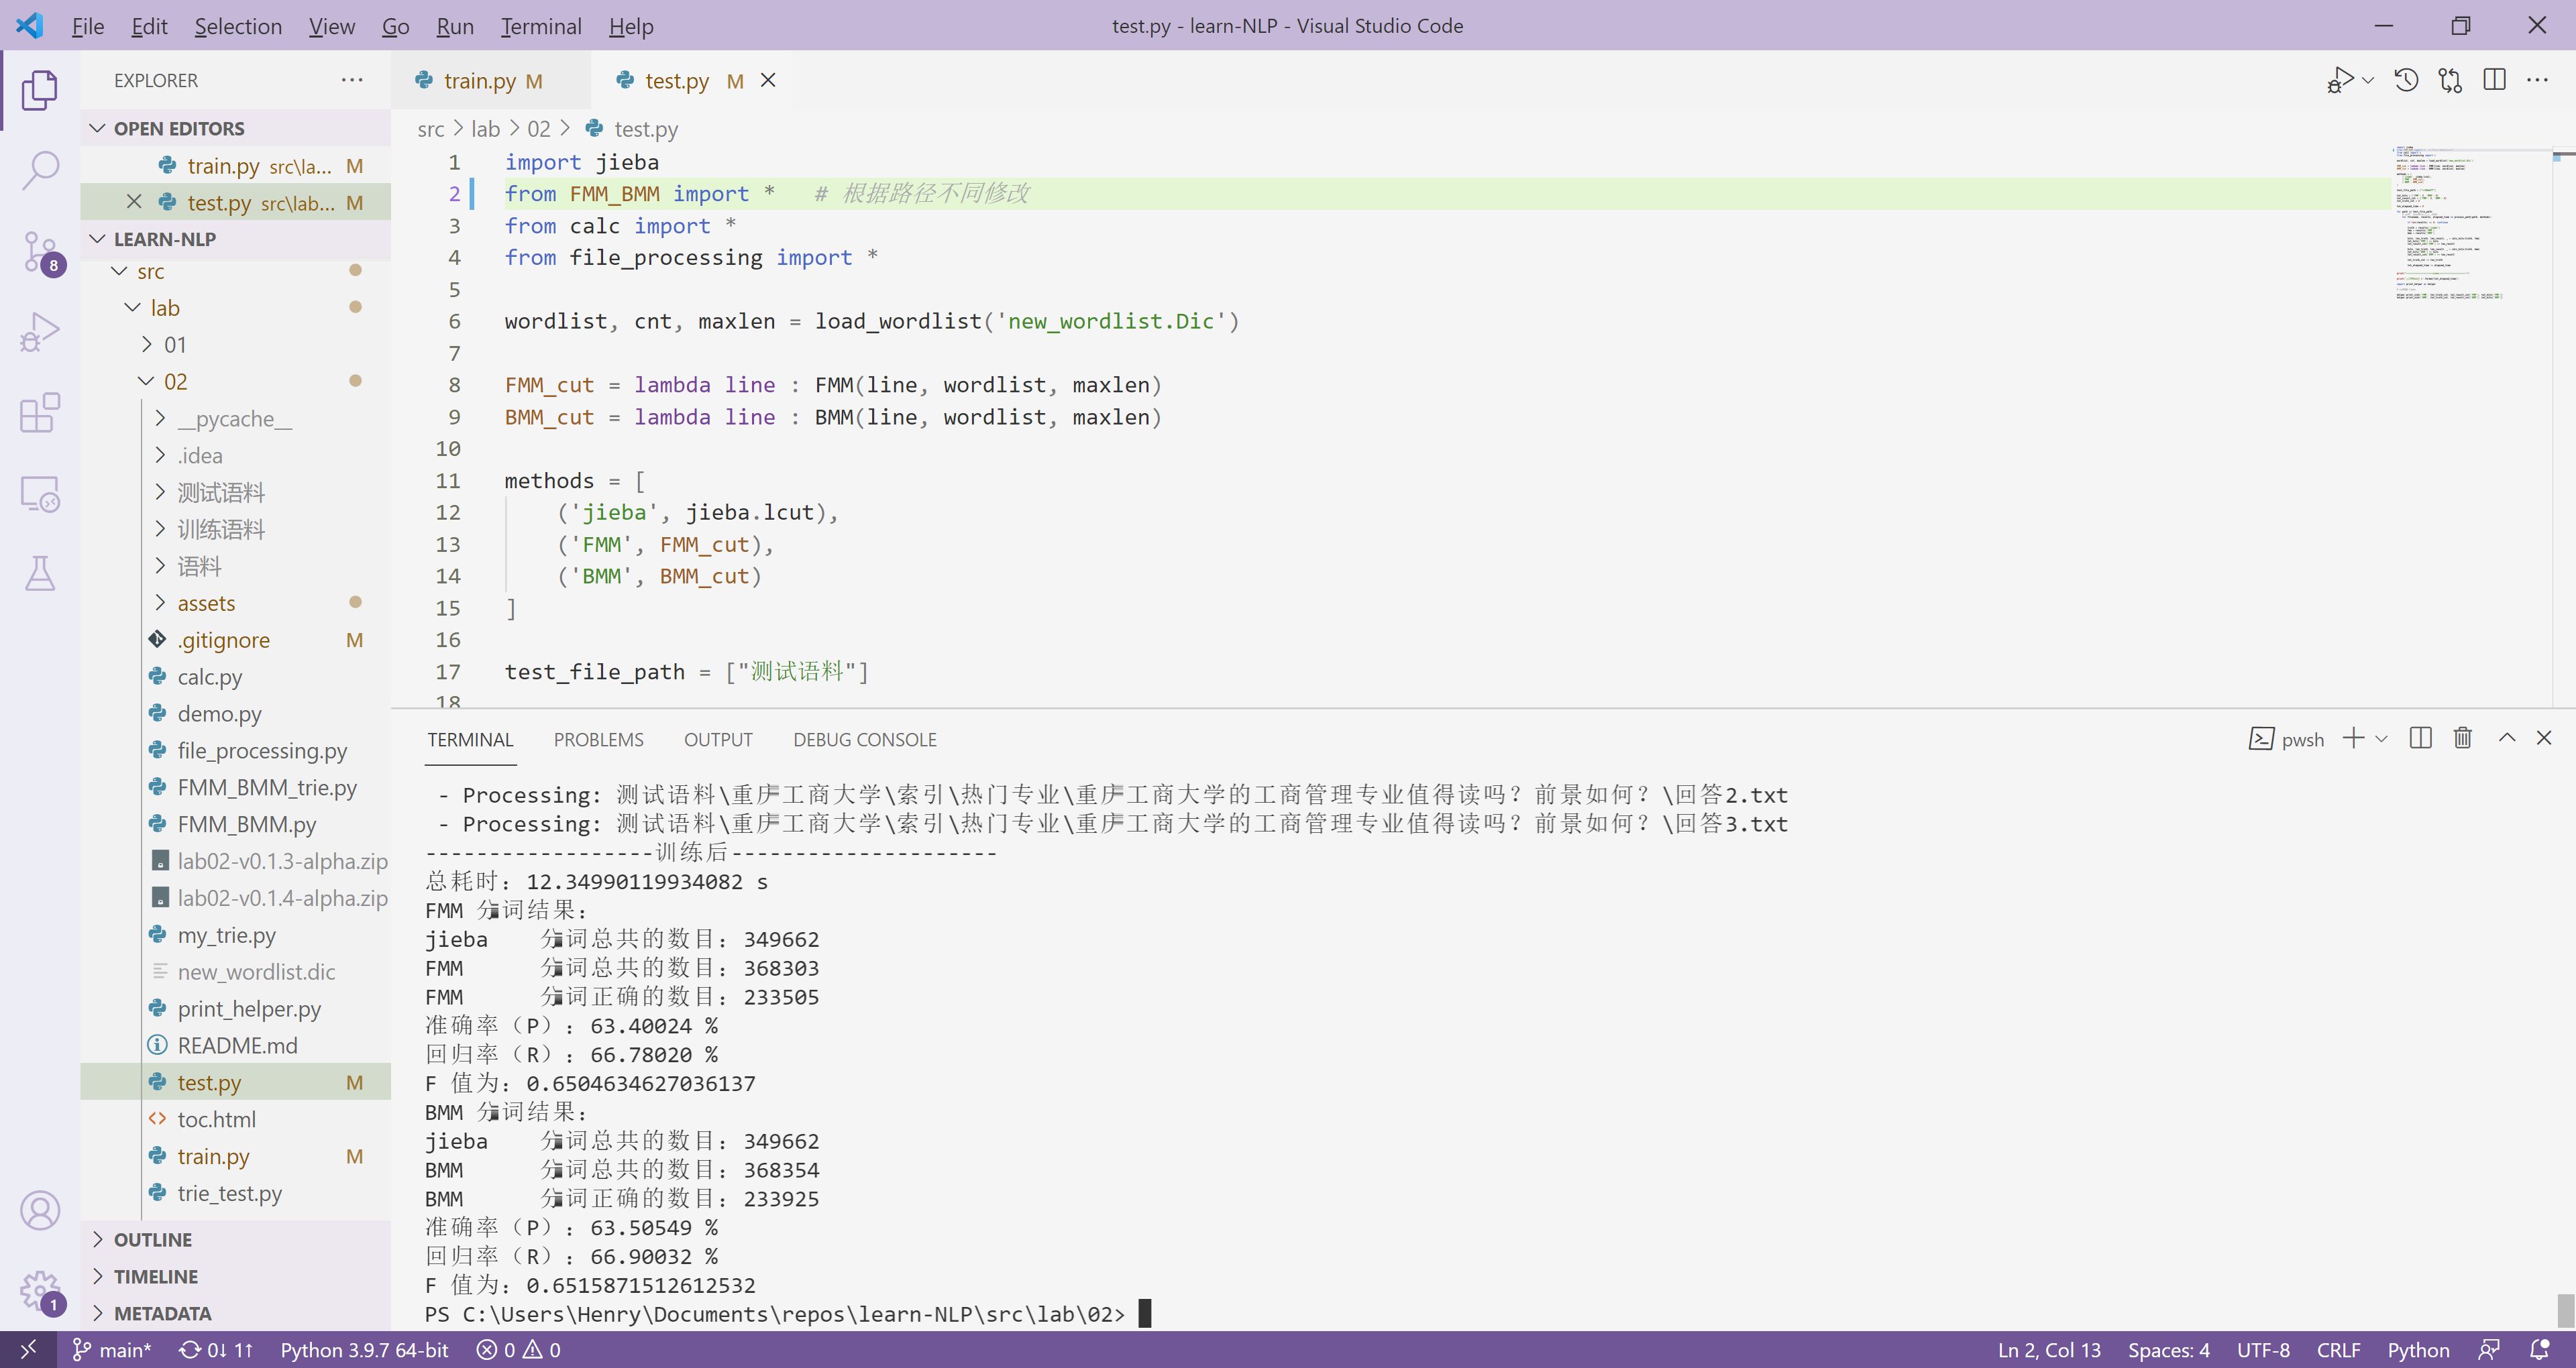 File Edit Selection View Go Run Terminal Help
test.py - learn-NLP - Visual Studio Code
EXPLORER
OPEN EDITORS
train.py src\la... M
test.py src\lab... M
LEARN-NLP
src
lab
01
02
__pycache__
.idea
测试语料
训练语料
语料
assets
.gitignore M
calc.py
demo.py
file_processing.py
FMM_BMM_trie.py
FMM_BMM.py
lab02-v0.1.3-alpha.zip
lab02-v0.1.4-alpha.zip
my_trie.py
new_wordlist.dic
print_helper.py
README.md
test.py M
toc.html
train.py M
trie_test.py
OUTLINE
TIMELINE
METADATA
8
1
train.py M
test.py M
src > lab > 02 > test.py
1 import jieba
2 from FMM_BMM import * # 根据路径不同修改
3 from calc import *
4 from file_processing import *
5
6 wordlist, cnt, maxlen = load_wordlist('new_wordlist.Dic')
7
8 FMM_cut = lambda line : FMM(line, wordlist, maxlen)
9 BMM_cut = lambda line : BMM(line, wordlist, maxlen)
10
11 methods = [
12 ('jieba', jieba.lcut),
13 ('FMM', FMM_cut),
14 ('BMM', BMM_cut)
15 ]
16
17 test_file_path = ["测试语料"]
18
TERMINAL PROBLEMS OUTPUT DEBUG CONSOLE
pwsh
- Processing: 测试语料\重庆工商大学\索引\热门专业\重庆工商大学的工商管理专业值得读吗？前景如何？\回答2.txt
- Processing: 测试语料\重庆工商大学\索引\热门专业\重庆工商大学的工商管理专业值得读吗？前景如何？\回答3.txt
------------------训练后---------------------
总耗时：12.34990119934082 s
FMM 分词结果：
jieba 分词总共的数目：349662
FMM 分词总共的数目：368303
FMM 分词正确的数目：233505
准确率（P）：63.40024 %
回归率（R）：66.78020 %
F 值为：0.6504634627036137
BMM 分词结果：
jieba 分词总共的数目：349662
BMM 分词总共的数目：368354
BMM 分词正确的数目：233925
准确率（P）：63.50549 %
回归率（R）：66.90032 %
F 值为：0.6515871512612532
PS C:\Users\Henry\Documents\repos\learn-NLP\src\lab\02>
main* 0↓ 1↑ Python 3.9.7 64-bit 0 0
Ln 2, Col 13 Spaces: 4 UTF-8 CRLF Python